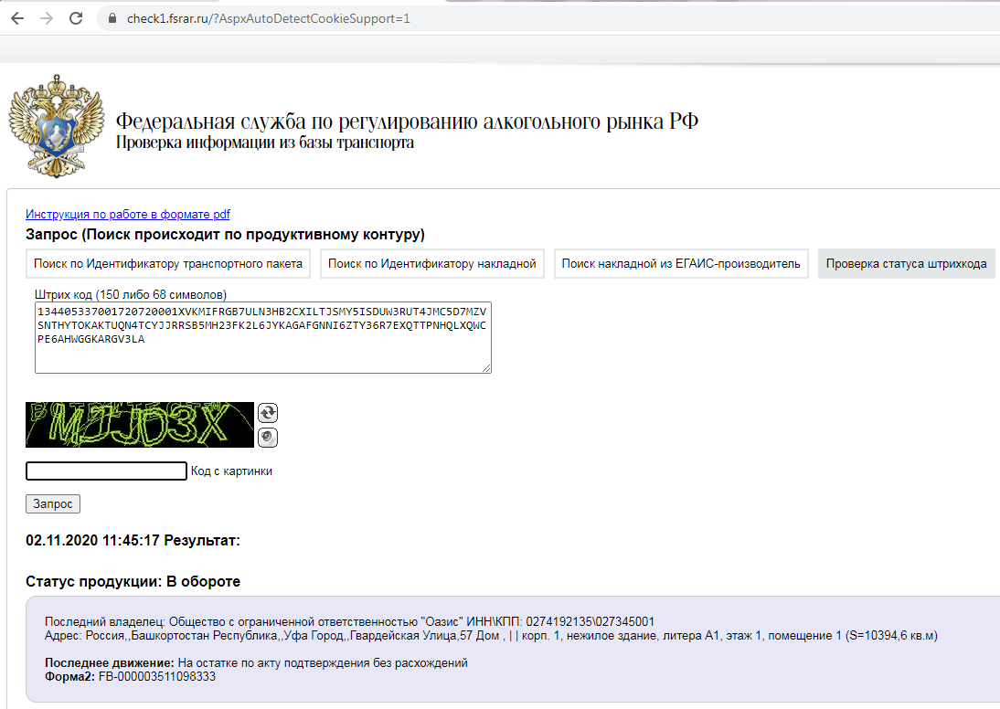 check1.fsrar.ru/?AspxAutoDetectCookieSupport=1
Федеральная служба по регулированию алкогольного рынка РФ
Проверка информации из базы транспорта
Инструкция по работе в формате pdf
Запрос (Поиск происходит по продуктивному контуру)
Поиск по Идентификатору транспортного пакета Поиск по Идентификатору накладной Поиск накладной из ЕГАИС-производитель Проверка статуса штрихкода
Штрих код (150 либо 68 символов)
134405337001720720001XVKMIFRGB7ULN3HB2CXILTJSMY5ISDUW3RUT4JMC5D7MZV
SNTHYTOKAKTUQN4TCYJJRRSB5MH23FK2L6JYKAGAFGNNI6ZTY36R7EXQTTPNHQLXQWC
PE6AHWGGKARGV3LA
Код с картинки
Запрос
02.11.2020 11:45:17 Результат:
Статус продукции: В обороте
Последний владелец: Общество с ограниченной ответственностью "Оазис" ИНН\КПП: 0274192135\027345001
Адрес: Россия,,Башкортостан Республика,,Уфа Город,,Гвардейская Улица,57 Дом , | | корп. 1, нежилое здание, литера А1, этаж 1, помещение 1 (S=10394,6 кв.м)
Последнее движение: На остатке по акту подтверждения без расхождений
Форма2: FB-000003511098333